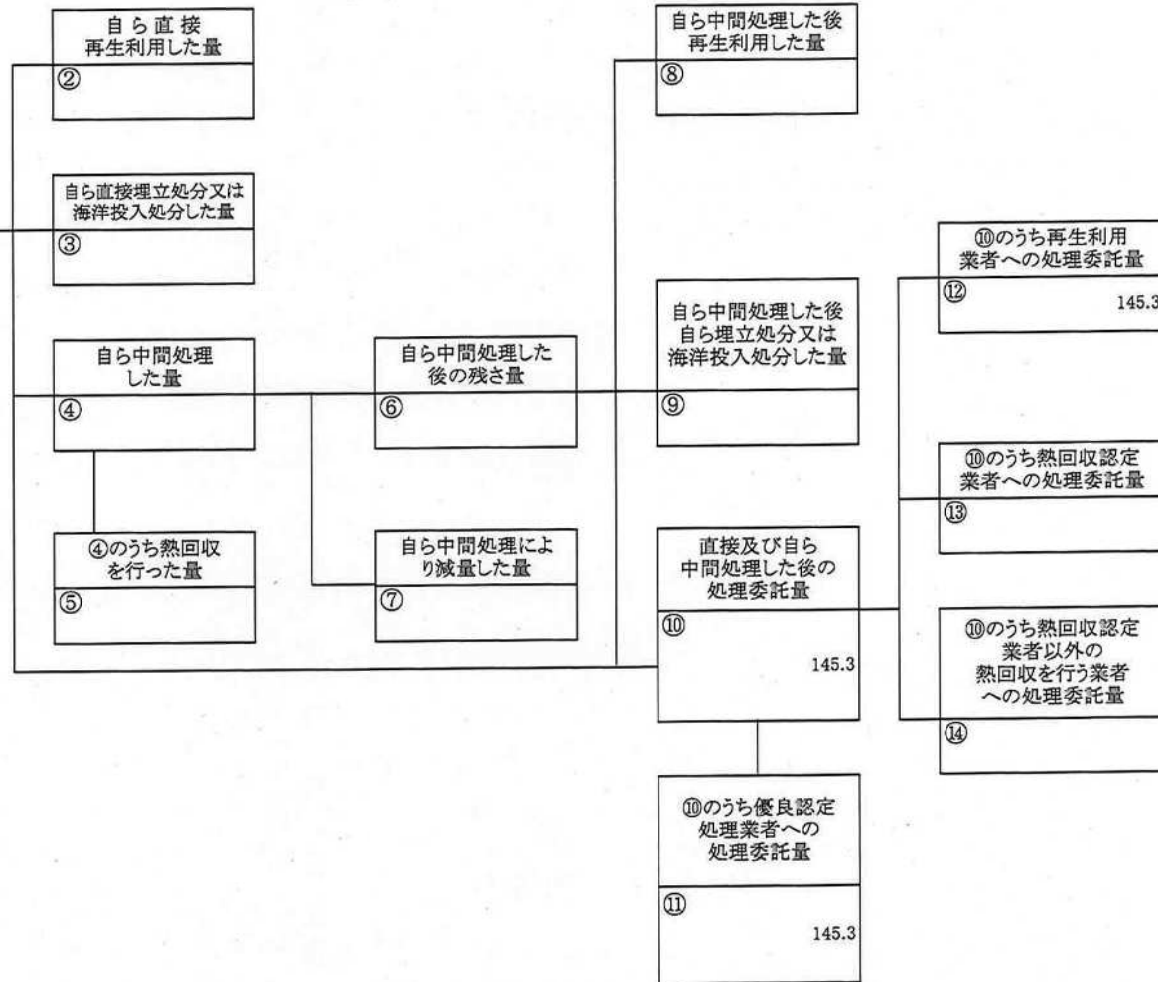 自ら直接
再生利用した量
②
自ら直接埋立処分又は
海洋投入処分した量
③
自ら中間処理
した量
④
④のうち熱回収
を行った量
⑤
自ら中間処理した
後の残さ量
⑥
自ら中間処理によ
り減量した量
⑦
自ら中間処理した後
再生利用した量
⑧
自ら中間処理した後
自ら埋立処分又は
海洋投入処分した量
⑨
直接及び自ら
中間処理した後の
処理委託量
⑩
145.3
⑩のうち優良認定
処理業者への
処理委託量
⑪
145.3
⑩のうち再生利用
業者への処理委託量
⑫
145.3
⑩のうち熱回収認定
業者への処理委託量
⑬
⑩のうち熱回収認定
業者以外の
熱回収を行う業者
への処理委託量
⑭